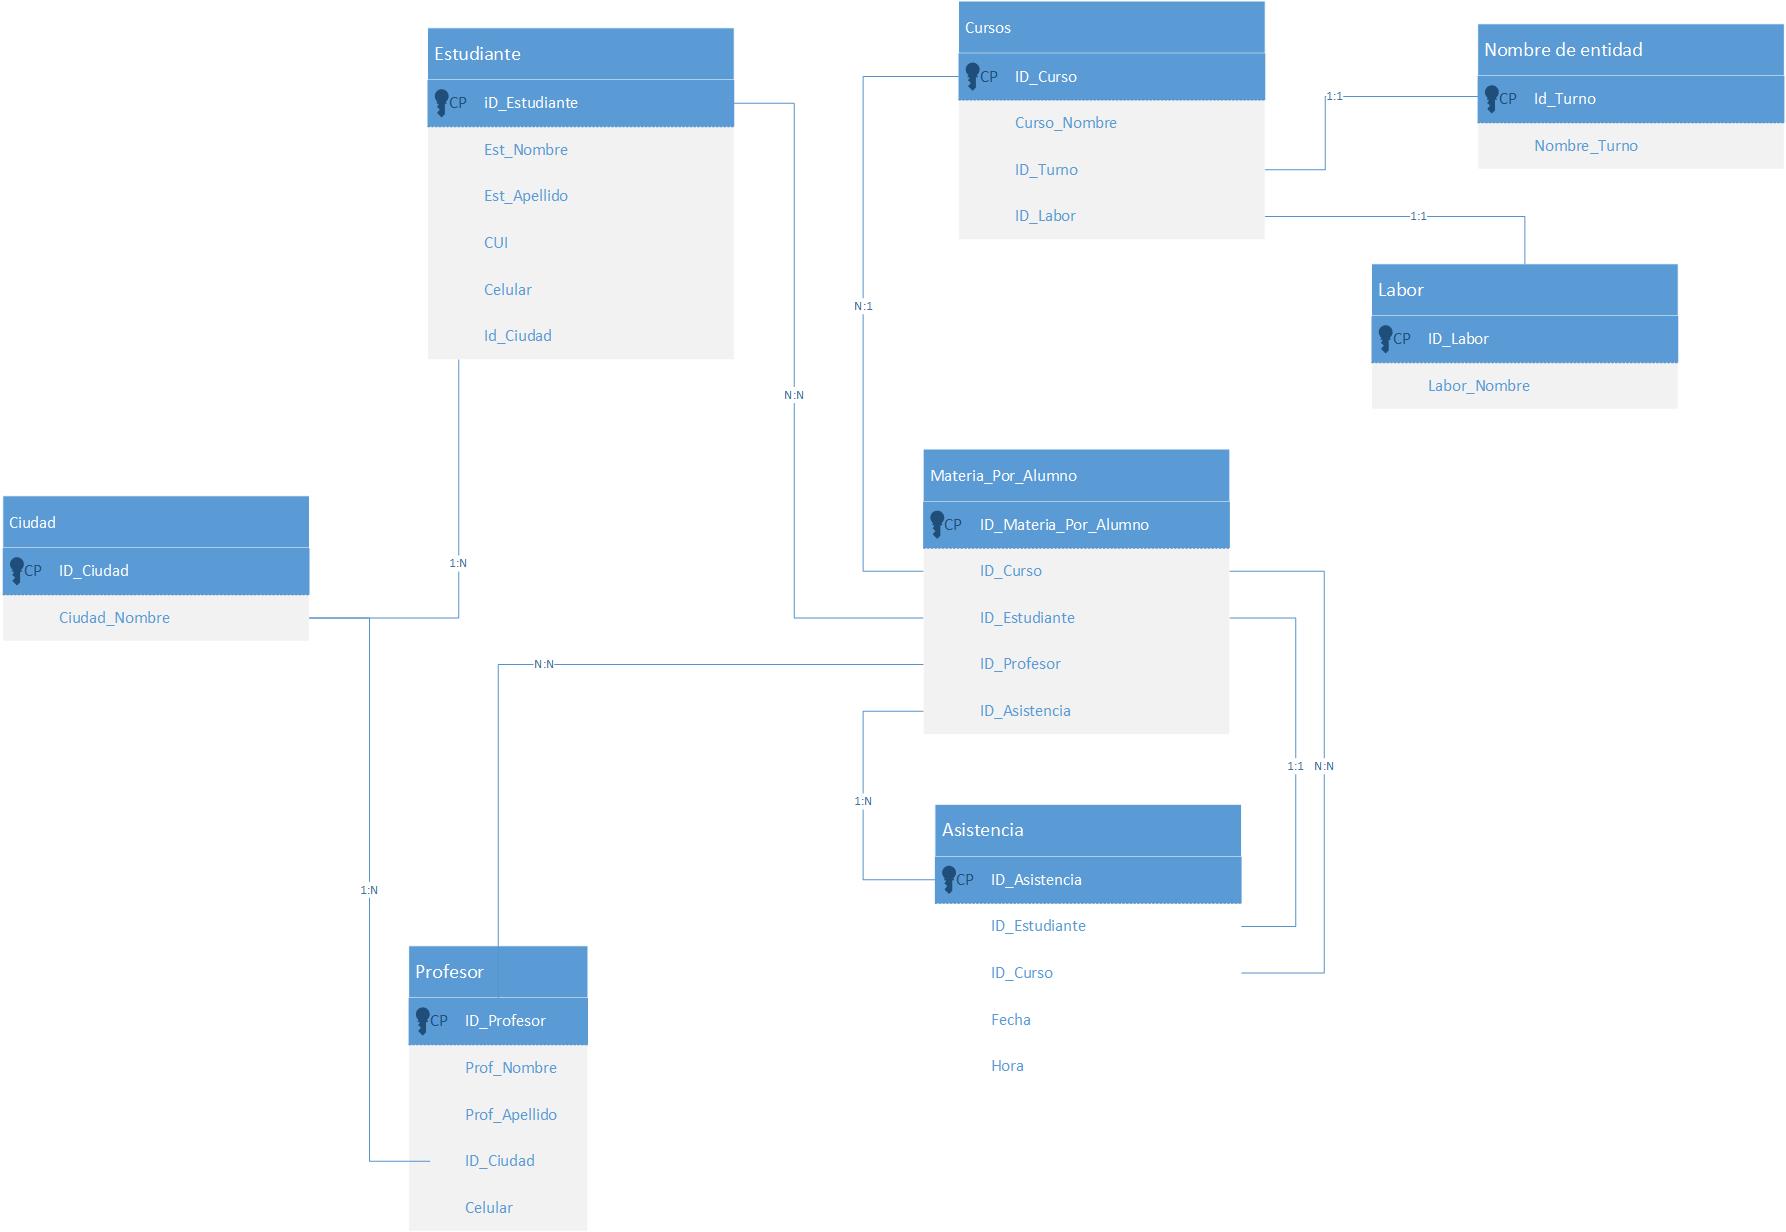 Estudiante
CP iD_Estudiante
Est_Nombre
Est_Apellido
CUI
Celular
Id_Ciudad
Cursos
CP ID_Curso
Curso_Nombre
ID_Turno
ID_Labor
Nombre de entidad
CP Id_Turno
Nombre_Turno
1:1
1:1
Labor
CP ID_Labor
Labor_Nombre
N:1
N:N
Ciudad
CP ID_Ciudad
Ciudad_Nombre
1:N
Materia_Por_Alumno
CP ID_Materia_Por_Alumno
ID_Curso
ID_Estudiante
ID_Profesor
ID_Asistencia
N:N
1:N
1:1
N:N
Asistencia
CP ID_Asistencia
ID_Estudiante
ID_Curso
Fecha
Hora
1:N
Profesor
CP ID_Profesor
Prof_Nombre
Prof_Apellido
ID_Ciudad
Celular